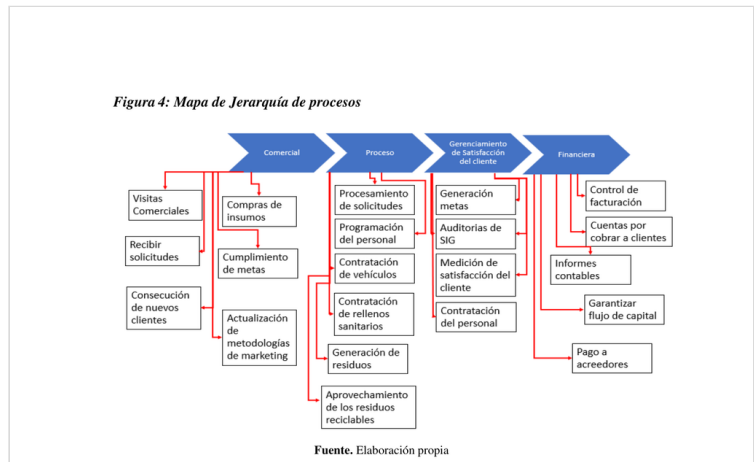 Figura 4: Mapa de Jerarquía de procesos
Comercial
Proceso
Gerenciamiento
de Satisfacción
del cliente
Financiera
Visitas
Comerciales
Recibir
solicitudes
Consecución
de nuevos
clientes
Compras de
insumos
Cumplimiento
de metas
Actualización
de
metodologías
de marketing
Procesamiento
de solicitudes
Programación
del personal
Contratación
de vehículos
Contratación
de rellenos
sanitarios
Generación de
residuos
Aprovechamiento
de los residuos
reciclables
Generación
metas
Auditorias de
SIG
Medición de
satisfacción del
cliente
Contratación
del personal
Control de
facturación
Cuentas por
cobrar a clientes
Informes
contables
Garantizar
flujo de capital
Pago a
acreedores
Fuente. Elaboración propia